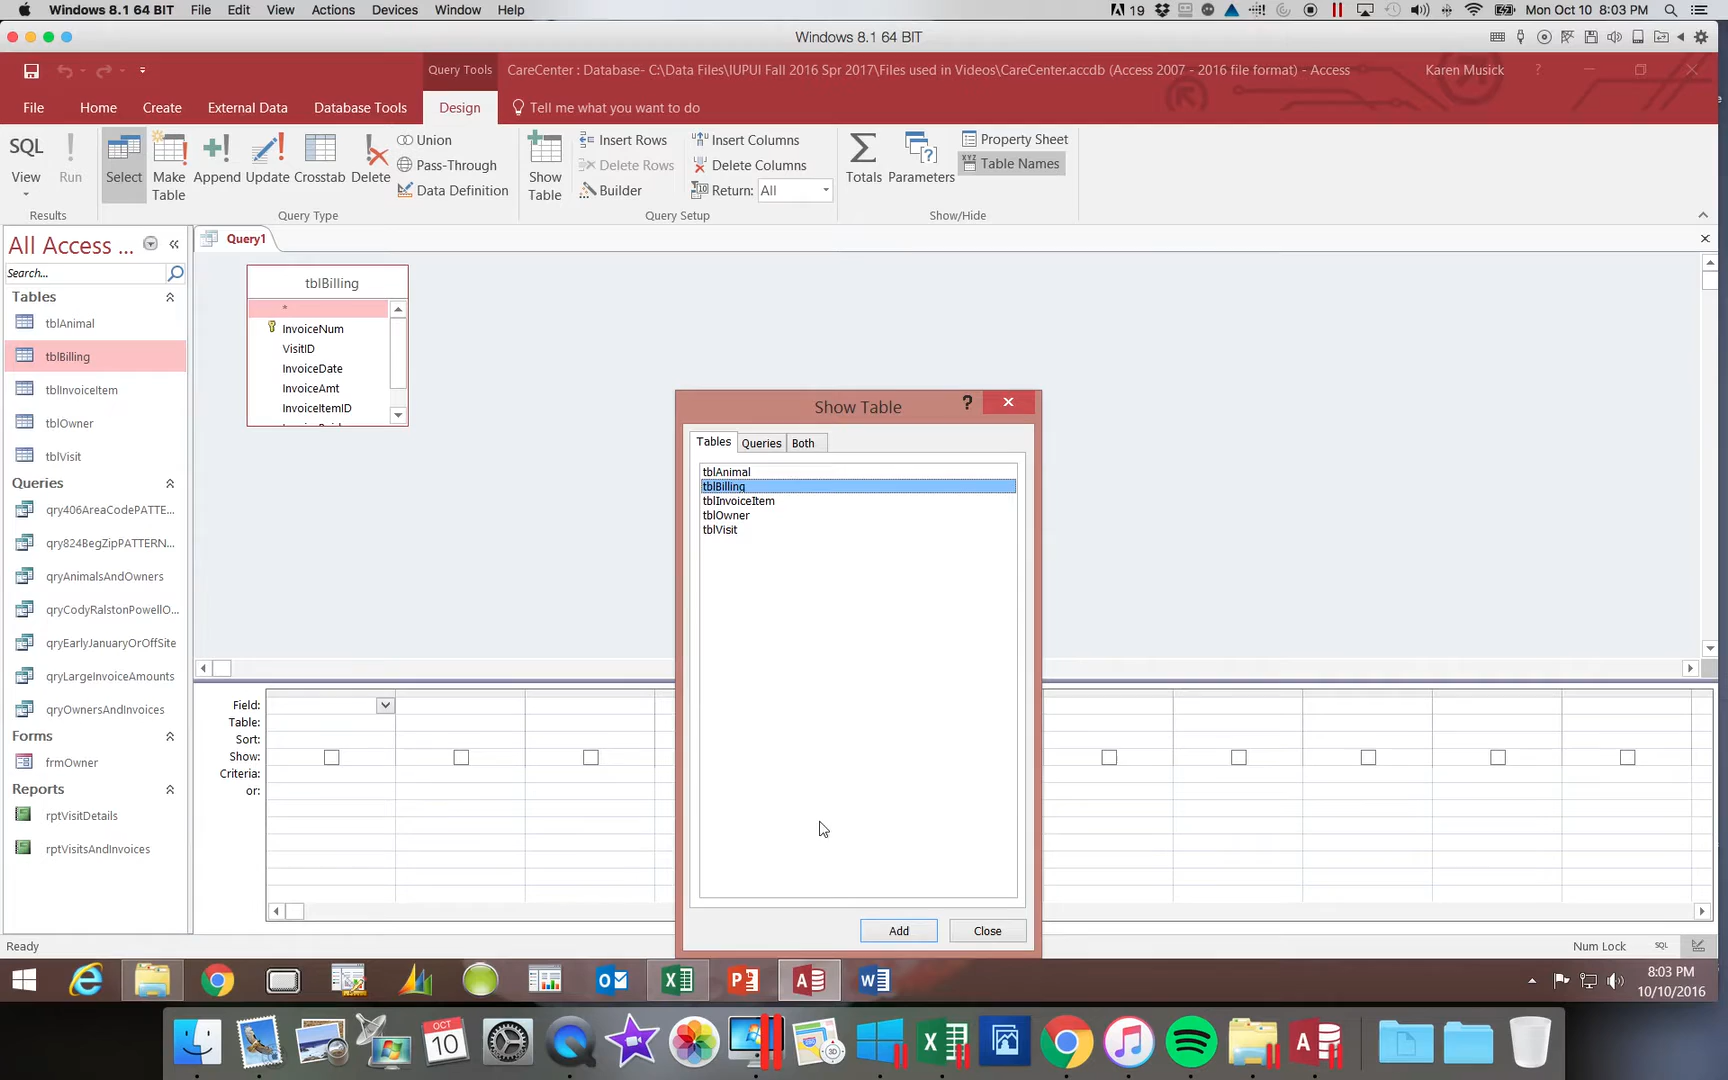 Windows 8.1 64 BIT File Edit View Actions Devices Window Help
19 Mon Oct 10 8:03 PM
Windows 8.1 64 BIT
Query Tools CareCenter : Database- C:\Data Files\IUPUI Fall 2016 Spr 2017\Files used in Videos\CareCenter.accdb (Access 2007 - 2016 file format) - Access Karen Musick ?
File Home Create External Data Database Tools Design Tell me what you want to do
SQL
View
Run
Select
Make
Table
Append
Update
Crosstab
Delete
Union
Pass-Through
Data Definition
Show
Table
Insert Rows
Delete Rows
Builder
Insert Columns
Delete Columns
Return: All
Totals
Parameters
Property Sheet
Table Names
Results Query Type Query Setup Show/Hide
All Access ...
Search...
Tables
tblAnimal
tblBilling
tblInvoiceItem
tblOwner
tblVisit
Queries
qry406AreaCodePATTE...
qry824BegZipPATTERN...
qryAnimalsAndOwners
qryCodyRalstonPowellO...
qryEarlyJanuaryOrOffSite
qryLargeInvoiceAmounts
qryOwnersAndInvoices
Forms
frmOwner
Reports
rptVisitDetails
rptVisitsAndInvoices
Query1
tblBilling
*
InvoiceNum
VisitID
InvoiceDate
InvoiceAmt
InvoiceItemID
Show Table ?
Tables Queries Both
tblAnimal
tblBilling
tblInvoiceItem
tblOwner
tblVisit
Add Close
Field:
Table:
Sort:
Show:
Criteria:
or:
Ready Num Lock SQL
8:03 PM
10/10/2016
OCT
10